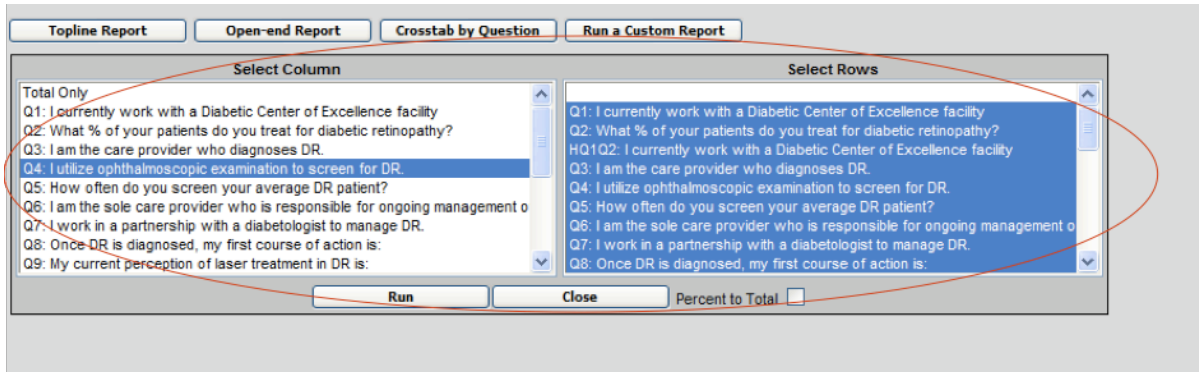 Topline Report Open-end Report Crosstab by Question Run a Custom Report
Select Column
Total Only
Q1: I currently work with a Diabetic Center of Excellence facility
Q2: What % of your patients do you treat for diabetic retinopathy?
Q3: I am the care provider who diagnoses DR.
Q4: I utilize ophthalmoscopic examination to screen for DR.
Q5: How often do you screen your average DR patient?
Q6: I am the sole care provider who is responsible for ongoing management o
Q7: I work in a partnership with a diabetologist to manage DR.
Q8: Once DR is diagnosed, my first course of action is:
Q9: My current perception of laser treatment in DR is:
Select Rows
Q1: I currently work with a Diabetic Center of Excellence facility
Q2: What % of your patients do you treat for diabetic retinopathy?
HQ1Q2: I currently work with a Diabetic Center of Excellence facility
Q3: I am the care provider who diagnoses DR.
Q4: I utilize ophthalmoscopic examination to screen for DR.
Q5: How often do you screen your average DR patient?
Q6: I am the sole care provider who is responsible for ongoing management o
Q7: I work in a partnership with a diabetologist to manage DR.
Q8: Once DR is diagnosed, my first course of action is:
Run Close Percent to Total